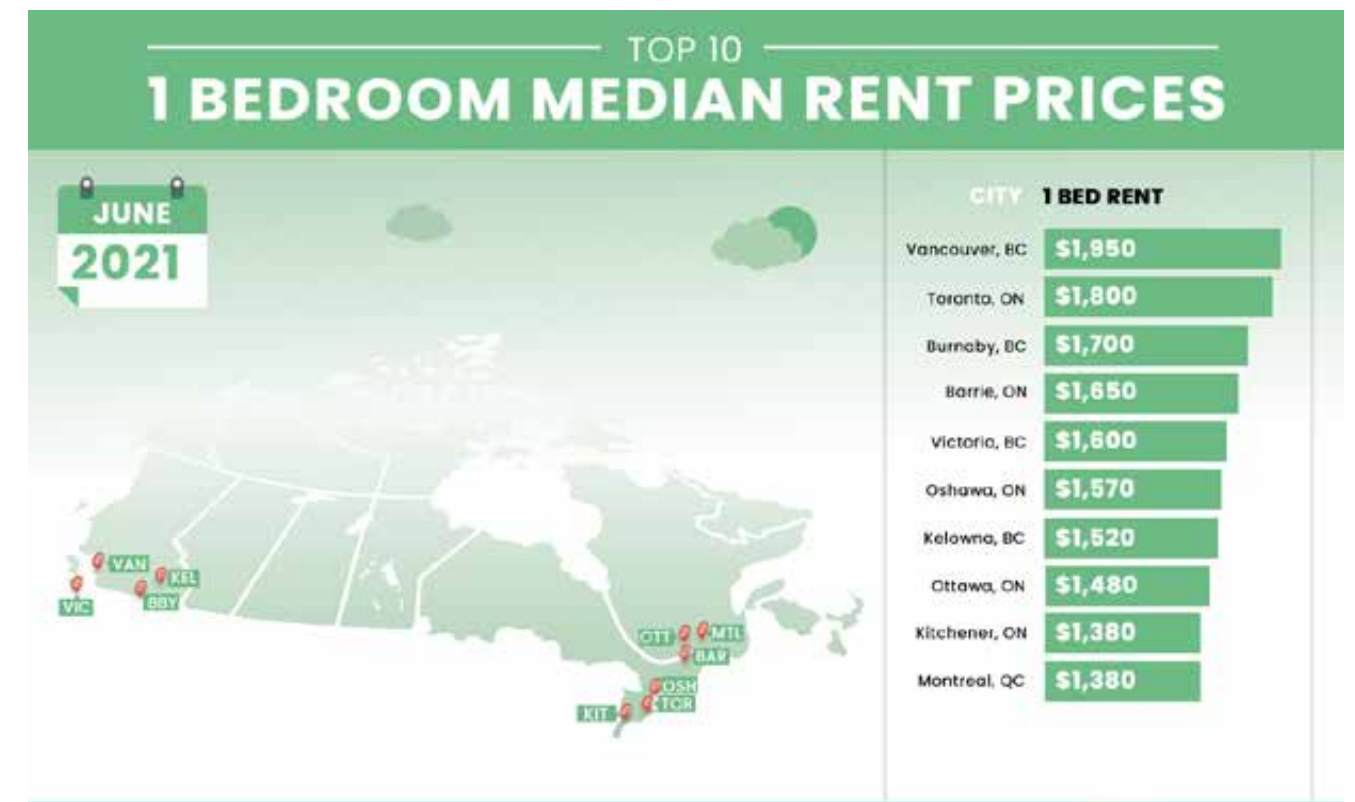 TOP 10
1 BEDROOM MEDIAN RENT PRICES
JUNE
2021
CITY 1 BED RENT
Vancouver, BC $1,950
Toronto, ON $1,800
Burnaby, BC $1,700
Barrie, ON $1,650
Victoria, BC $1,600
Oshawa, ON $1,570
Kelowna, BC $1,520
Ottawa, ON $1,480
Kitchener, ON $1,380
Montreal, QC $1,380
VAN
KEL
VIC
BBY
OTT
MTL
BAR
OSH
TOR
KIT